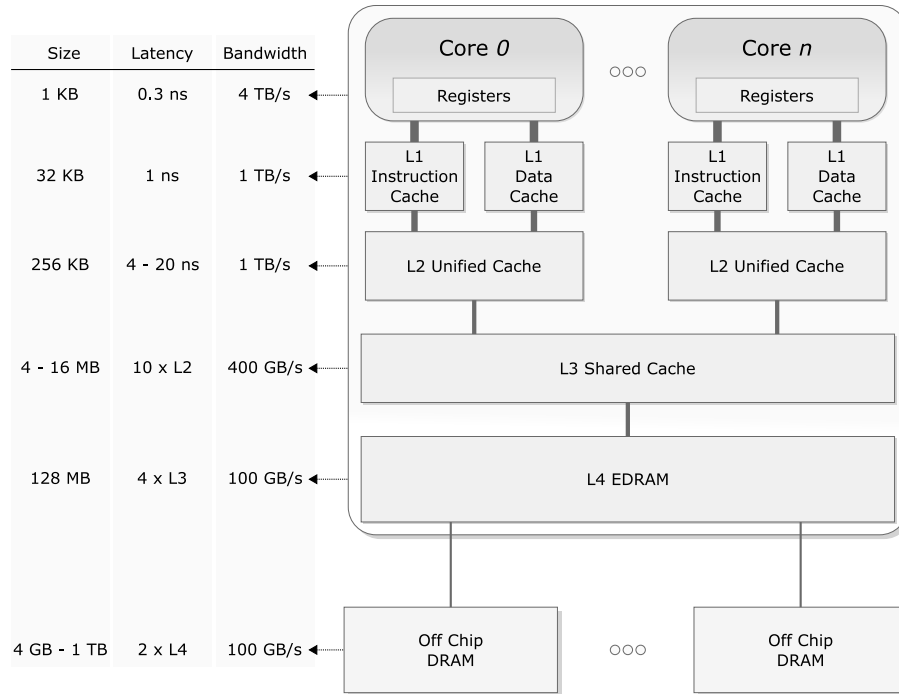 Size Latency Bandwidth
1 KB 0.3 ns 4 TB/s
32 KB 1 ns 1 TB/s
256 KB 4 - 20 ns 1 TB/s
4 - 16 MB 10 x L2 400 GB/s
128 MB 4 x L3 100 GB/s
4 GB - 1 TB 2 x L4 100 GB/s
Core 0
Registers
Core n
Registers
L1
Instruction
Cache
L1
Data
Cache
L1
Instruction
Cache
L1
Data
Cache
L2 Unified Cache
L2 Unified Cache
L3 Shared Cache
L4 EDRAM
Off Chip
DRAM
Off Chip
DRAM